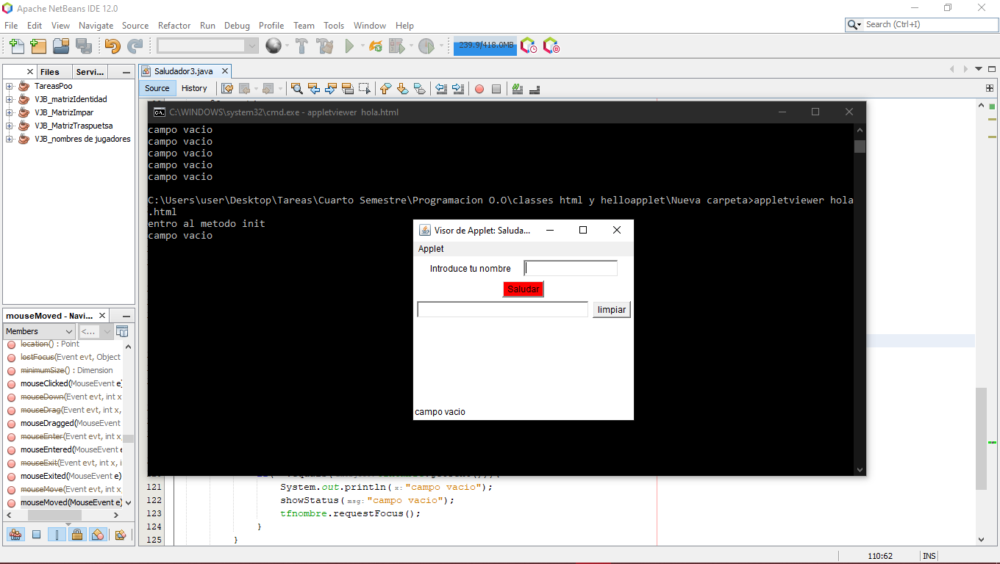 Apache NetBeans IDE 12.0
File Edit View Navigate Source Refactor Run Debug Profile Team Tools Window Help
Search (Ctrl+I)
239.9/418.0MB
Files Servi...
TareasPoo
VJB_matrizIdentidad
VJB_MatrizImpar
VJB_MatrizTraspuetsa
VJB_nombres de jugadores
Saludador3.java
Source History
C:\WINDOWS\system32\cmd.exe - appletviewer hola.html
campo vacio
campo vacio
campo vacio
campo vacio
campo vacio
C:\Users\user\Desktop\Tareas\Cuarto Semestre\Programacion O.O\classes html y helloapplet\Nueva carpeta>appletviewer hola
.html
entro al metodo init
campo vacio
Visor de Applet: Saluda...
Applet
Introduce tu nombre
Saludar
limpiar
campo vacio
mouseMoved - Navi...
Members <...
location() : Point
lostFocus(Event evt, Object
minimumSize() : Dimension
mouseClicked(MouseEvent e)
mouseDown(Event evt, int x
mouseDrag(Event evt, int x,
mouseDragged(MouseEvent
mouseEnter(Event evt, int x,
mouseEntered(MouseEvent e
mouseExit(Event evt, int x, i
mouseExited(MouseEvent e)
mouseMove(Event evt, int x,
mouseMoved(MouseEvent e)
121 System.out.println(x: "campo vacio");
122 showStatus(msg: "campo vacio");
123 tfnombre.requestFocus();
124 }
125 }
110:62 INS